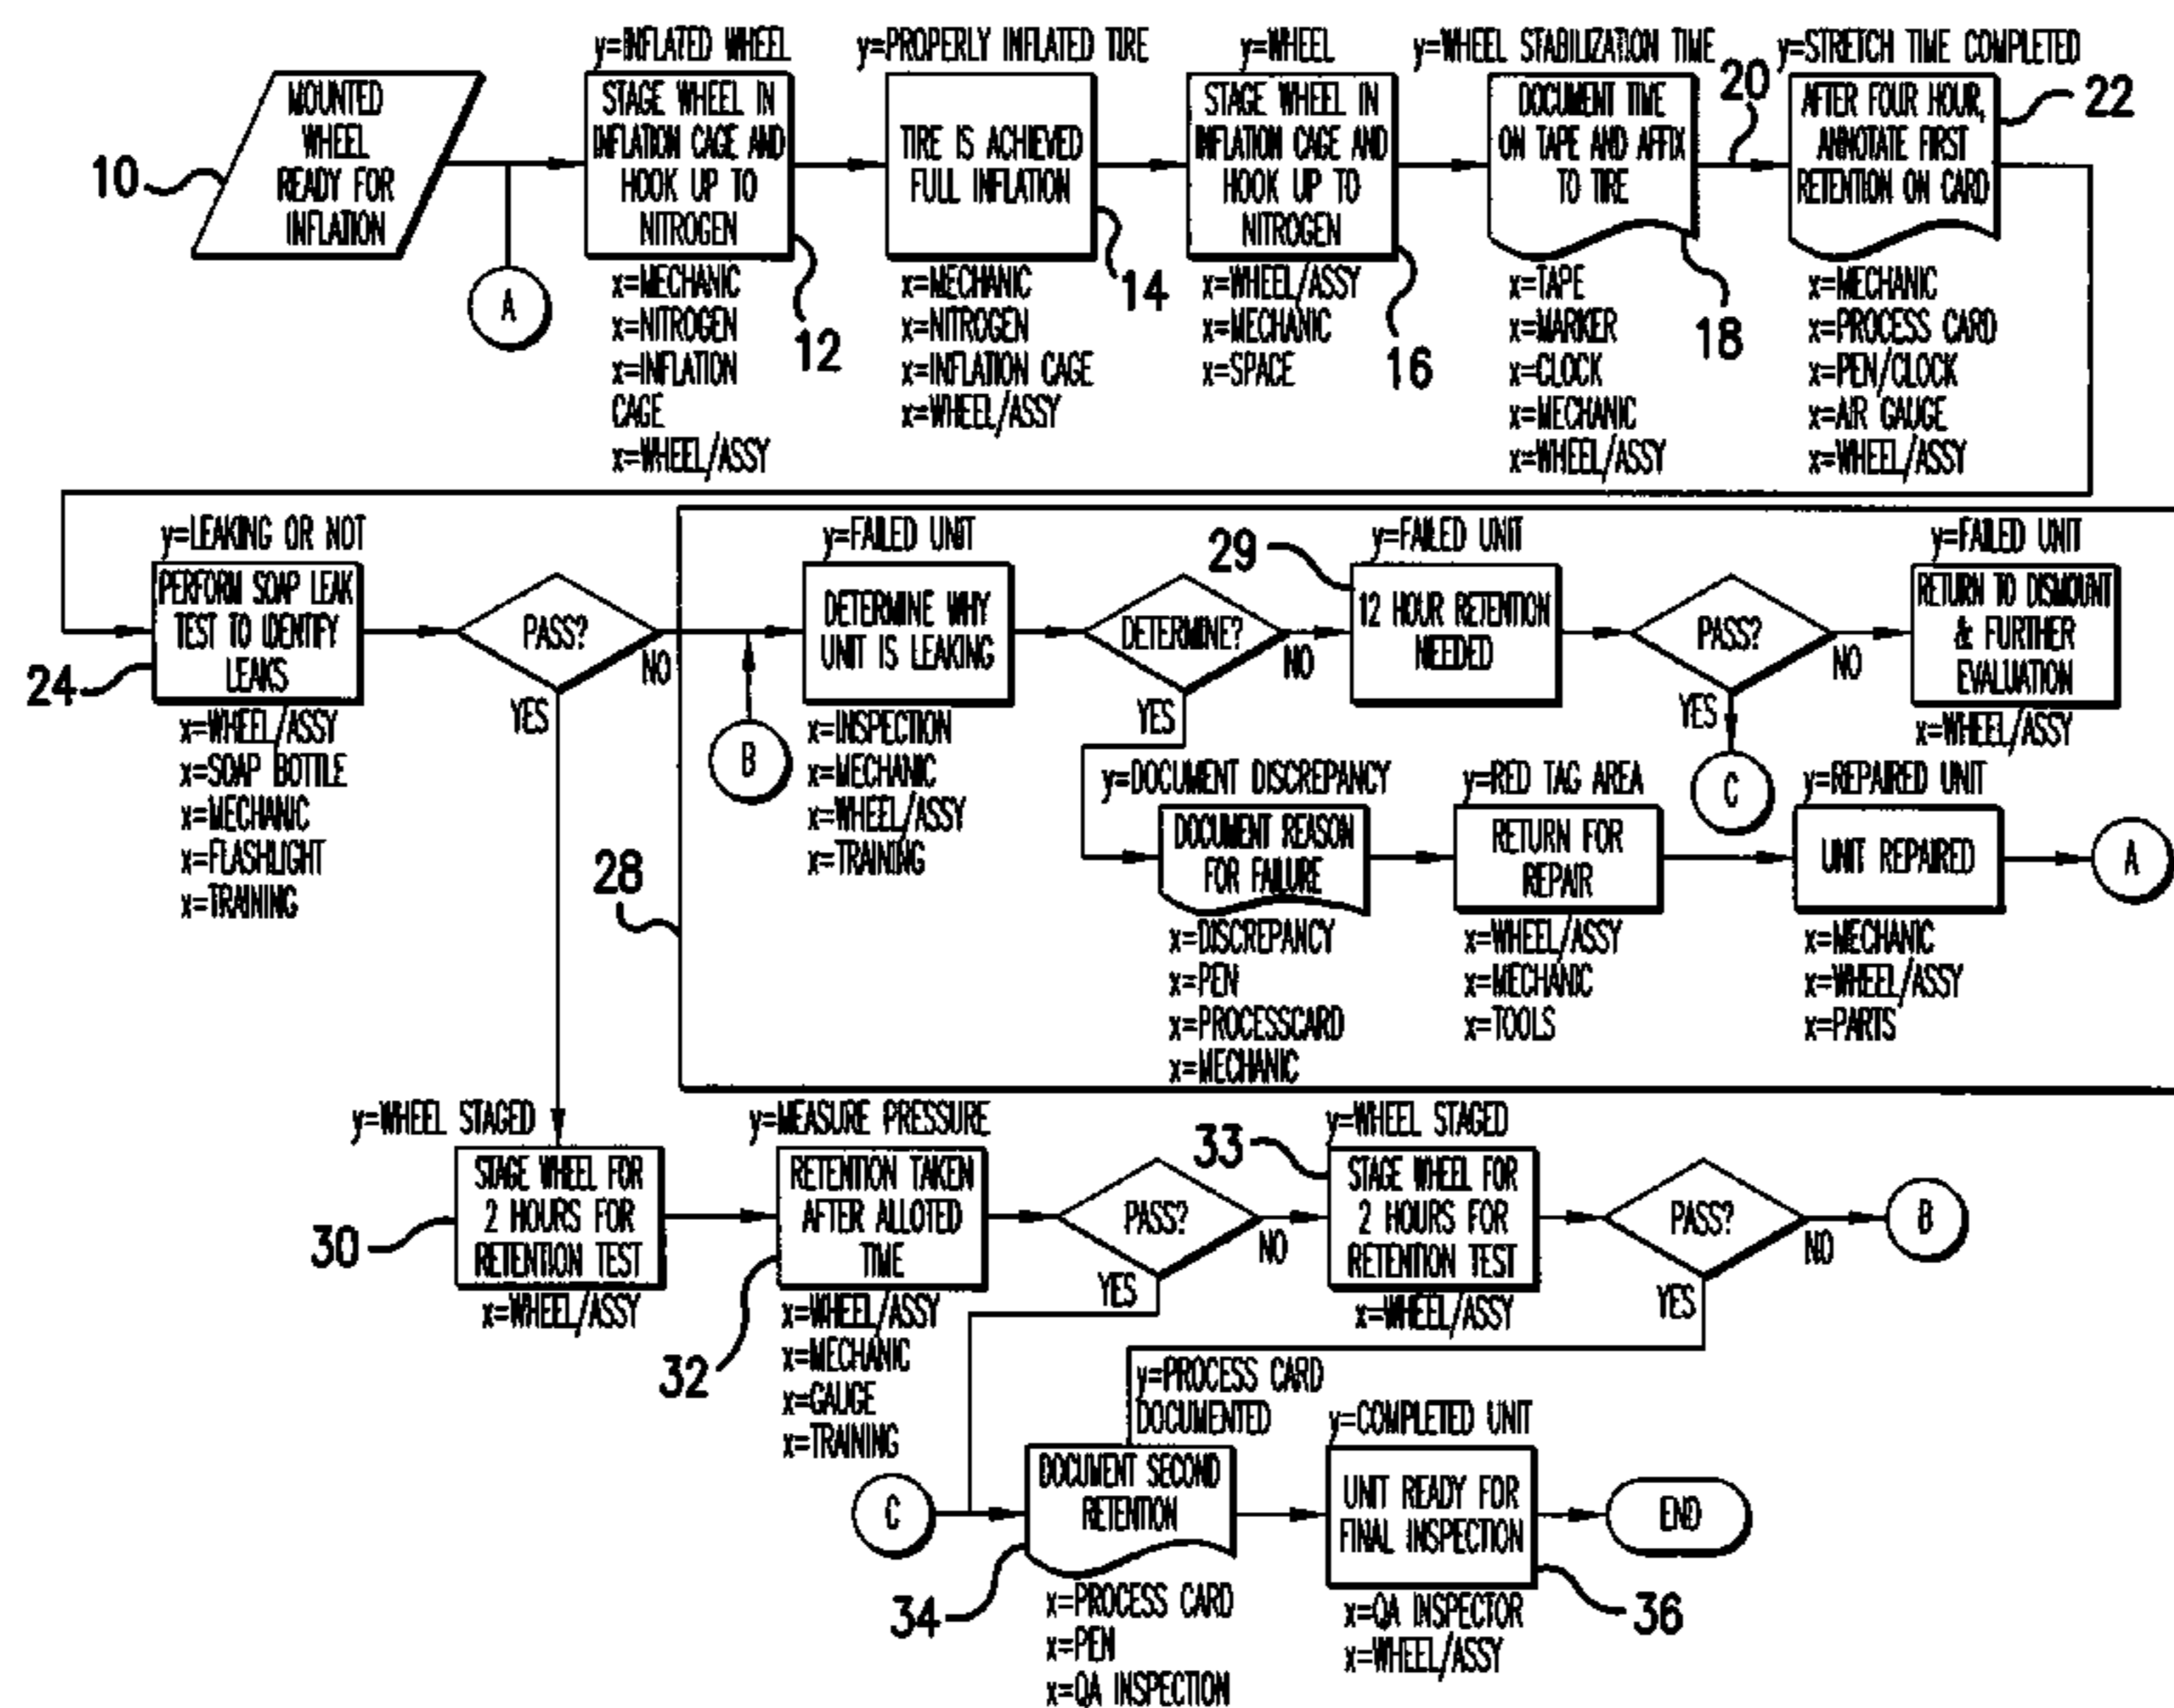 y=INFLATED WHEEL
y=PROPERLY INFLATED TIRE
y=WHEEL
y=WHEEL STABILIZATION TIME
y=STRETCH TIME COMPLETED
10
MOUNTED
WHEEL
READY FOR
INFLATION
A
STAGE WHEEL IN
INFLATION CAGE AND
HOOK UP TO
NITROGEN
12
x=MECHANIC
x=NITROGEN
x=INFLATION
CAGE
x=WHEEL/ASSY
TIRE IS ACHIEVED
FULL INFLATION
14
x=MECHANIC
x=NITROGEN
x=INFLATION CAGE
x=WHEEL/ASSY
STAGE WHEEL IN
INFLATION CAGE AND
HOOK UP TO
NITROGEN
16
x=WHEEL/ASSY
x=MECHANIC
x=SPACE
DOCUMENT TIME
ON TAPE AND AFFIX
TO TIRE
18
20
x=TAPE
x=MARKER
x=CLOCK
x=MECHANIC
x=WHEEL/ASSY
AFTER FOUR HOUR,
ANNOTATE FIRST
RETENTION ON CARD
22
x=MECHANIC
x=PROCESS CARD
x=PEN/CLOCK
x=AIR GAUGE
x=WHEEL/ASSY
y=LEAKING OR NOT
PERFORM SOAP LEAK
TEST TO IDENTIFY
LEAKS
24
x=WHEEL/ASSY
x=SOAP BOTTLE
x=MECHANIC
x=FLASHLIGHT
x=TRAINING
PASS?
NO
YES
28
B
y=FAILED UNIT
DETERMINE WHY
UNIT IS LEAKING
x=INSPECTION
x=MECHANIC
x=WHEEL/ASSY
x=TRAINING
DETERMINE?
NO
YES
29
y=FAILED UNIT
12 HOUR RETENTION
NEEDED
PASS?
NO
YES
C
y=FAILED UNIT
RETURN TO DISMOUNT
& FURTHER
EVALUATION
x=WHEEL/ASSY
y=DOCUMENT DISCREPANCY
DOCUMENT REASON
FOR FAILURE
x=DISCREPANCY
x=PEN
x=PROCESSCARD
x=MECHANIC
y=RED TAG AREA
RETURN FOR
REPAIR
x=WHEEL/ASSY
x=MECHANIC
x=TOOLS
y=REPAIRED UNIT
UNIT REPAIRED
x=MECHANIC
x=WHEEL/ASSY
x=PARTS
A
y=WHEEL STAGED
STAGE WHEEL FOR
2 HOURS FOR
RETENTION TEST
30
x=WHEEL/ASSY
y=MEASURE PRESSURE
RETENTION TAKEN
AFTER ALLOTED
TIME
32
x=WHEEL/ASSY
x=MECHANIC
x=GAUGE
x=TRAINING
PASS?
NO
YES
33
y=WHEEL STAGED
STAGE WHEEL FOR
2 HOURS FOR
RETENTION TEST
x=WHEEL/ASSY
PASS?
NO
YES
B
C
y=PROCESS CARD
DOCUMENTED
DOCUMENT SECOND
RETENTION
34
x=PROCESS CARD
x=PEN
x=QA INSPECTION
y=COMPLETED UNIT
UNIT READY FOR
FINAL INSPECTION
36
x=QA INSPECTOR
x=WHEEL/ASSY
END